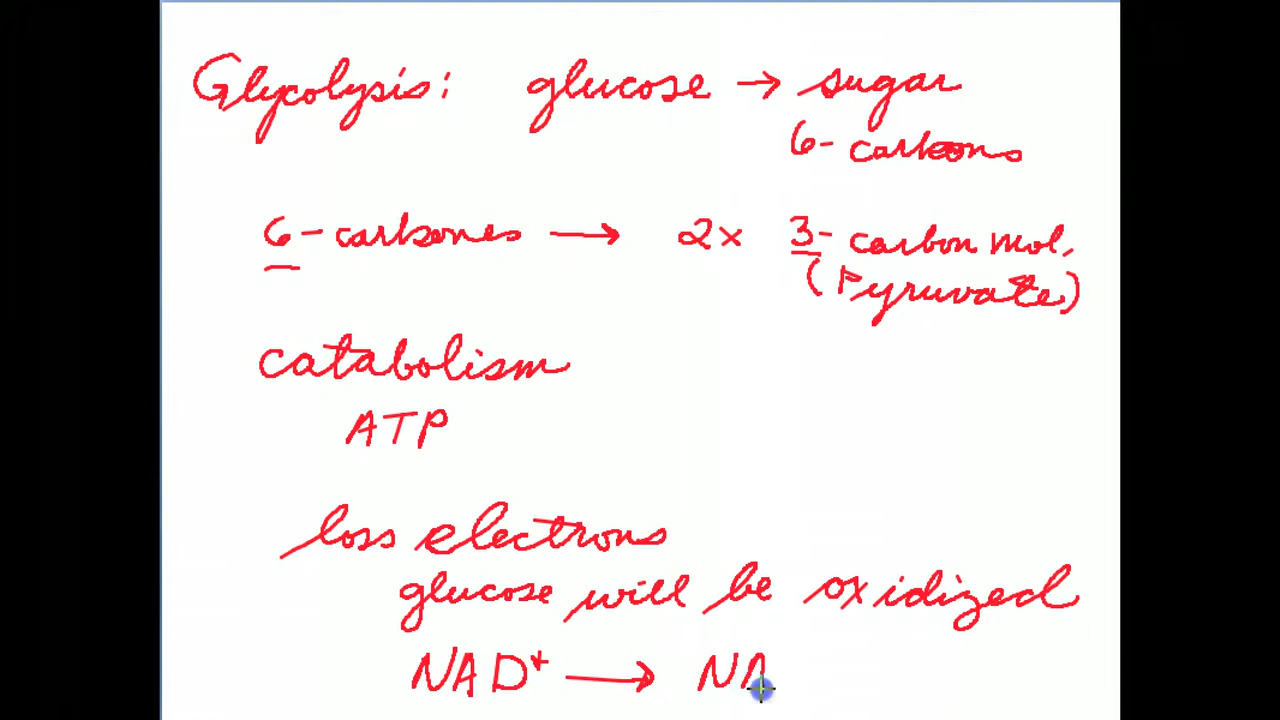 Glycolysis: glucose → sugar
6- carbons
6-carbones → 2x 3- carbon mol.
(Pyruvate)
catabolism
ATP
loss electrons
glucose will be oxidized
NAD+ → NA